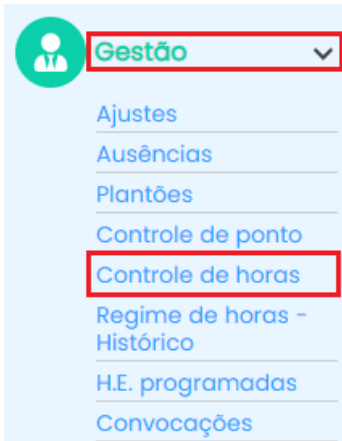 Gestão
Ajustes
Ausências
Plantões
Controle de ponto
Controle de horas
Regime de horas -
Histórico
H.E. programadas
Convocações